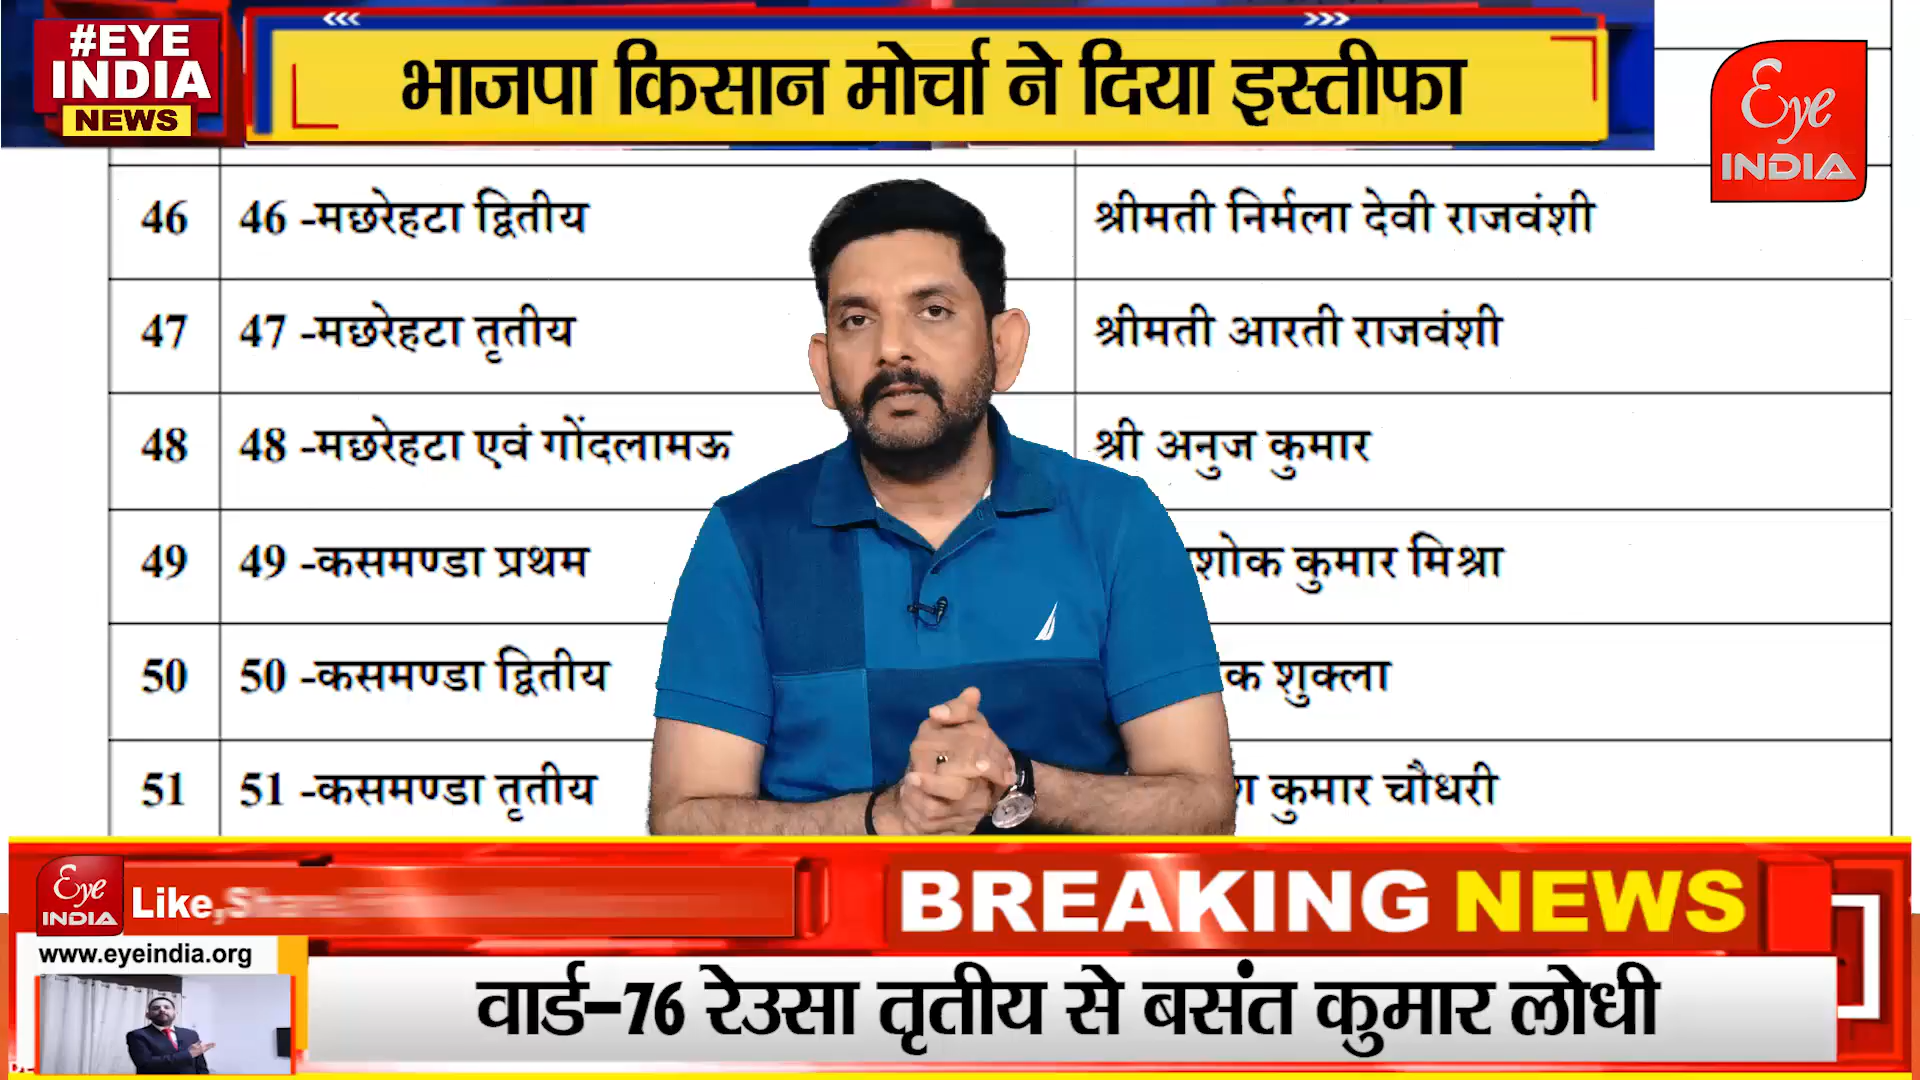 #EYE
INDIA
NEWS
भाजपा किसान मोर्चा ने दिया इस्तीफा
Eye
INDIA
46 46 -मछरेहटा द्वितीय श्रीमती निर्मला देवी राजवंशी
47 47 -मछरेहटा तृतीय श्रीमती आरती राजवंशी
48 48 -मछरेहटा एवं गोंदलामऊ श्री अनुज कुमार
49 49 -कसमण्डा प्रथम कुमार मिश्रा
50 50 -कसमण्डा द्वितीय शुक्ला
51 51 -कसमण्डा तृतीय कुमार चौधरी
Eye
INDIA
Like,
BREAKING NEWS
www.eyeindia.org
वार्ड-76 रेउसा तृतीय से बसंत कुमार लोधी